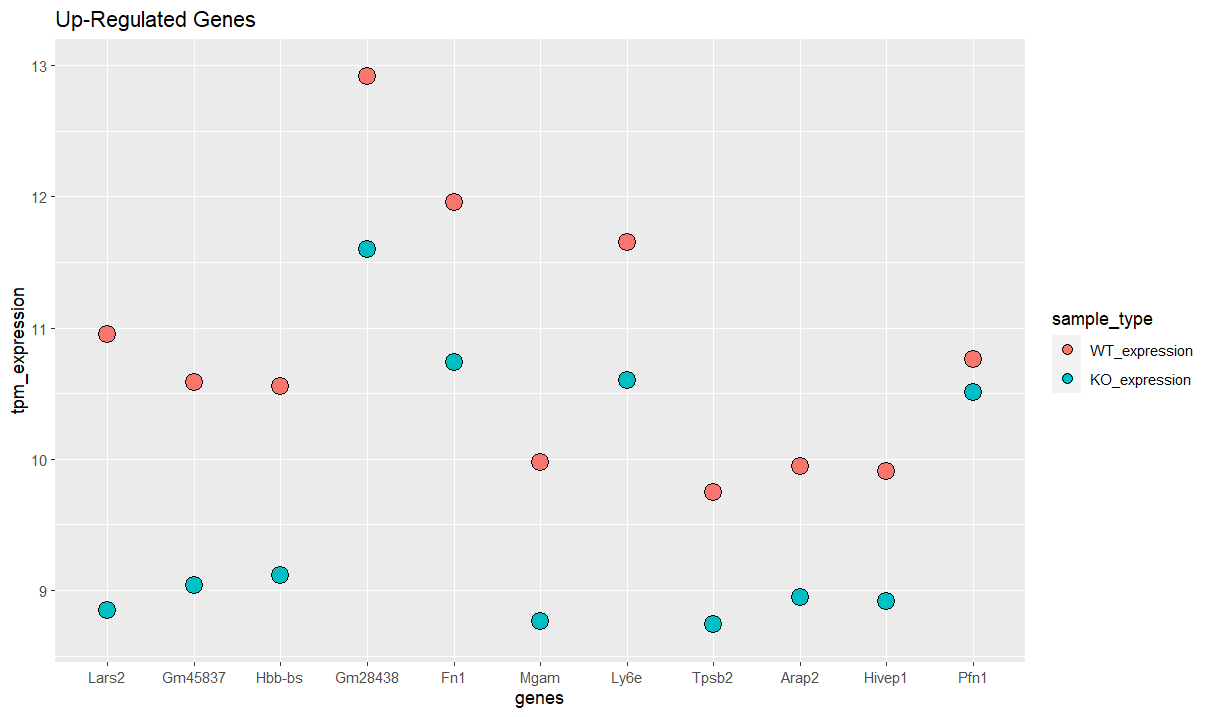 Up-Regulated Genes
13
12
11
10
9
tpm_expression
Lars2 Gm45837 Hbb-bs Gm28438 Fn1 Mgam Ly6e Tpsb2 Arap2 Hivep1 Pfn1
genes
sample_type
WT_expression
KO_expression